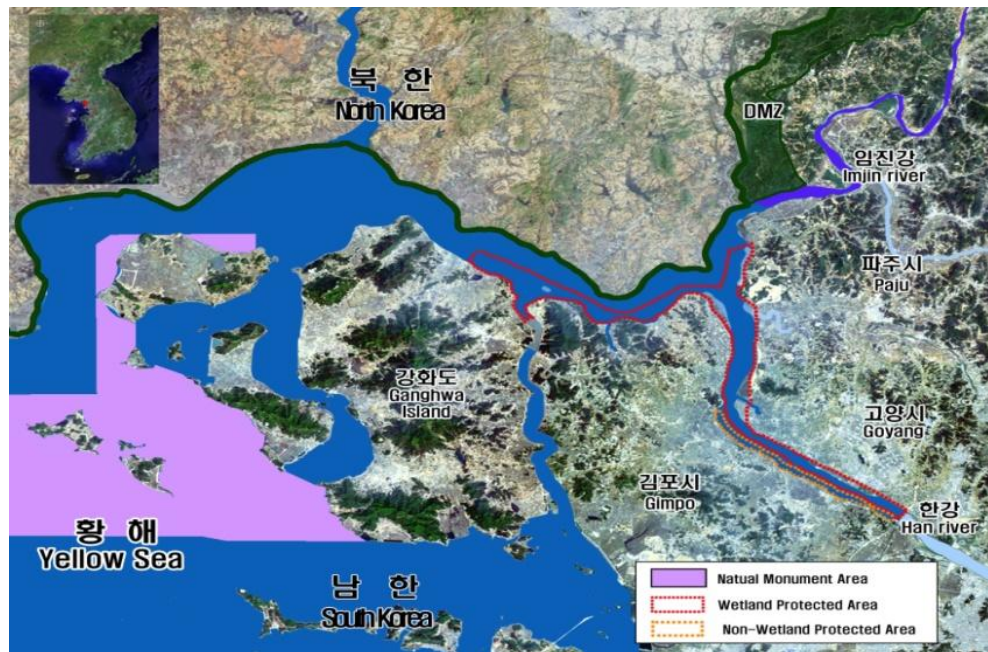 북 한
North Korea
DMZ
임진강
Imjin river
파주시
Paju
강화도
Ganghwa
Island
고양시
Goyang
김포시
Gimpo
한강
Han river
황 해
Yellow Sea
남 한
South Korea
Natual Monument Area
Wetland Protected Area
Non-Wetland Protected Area